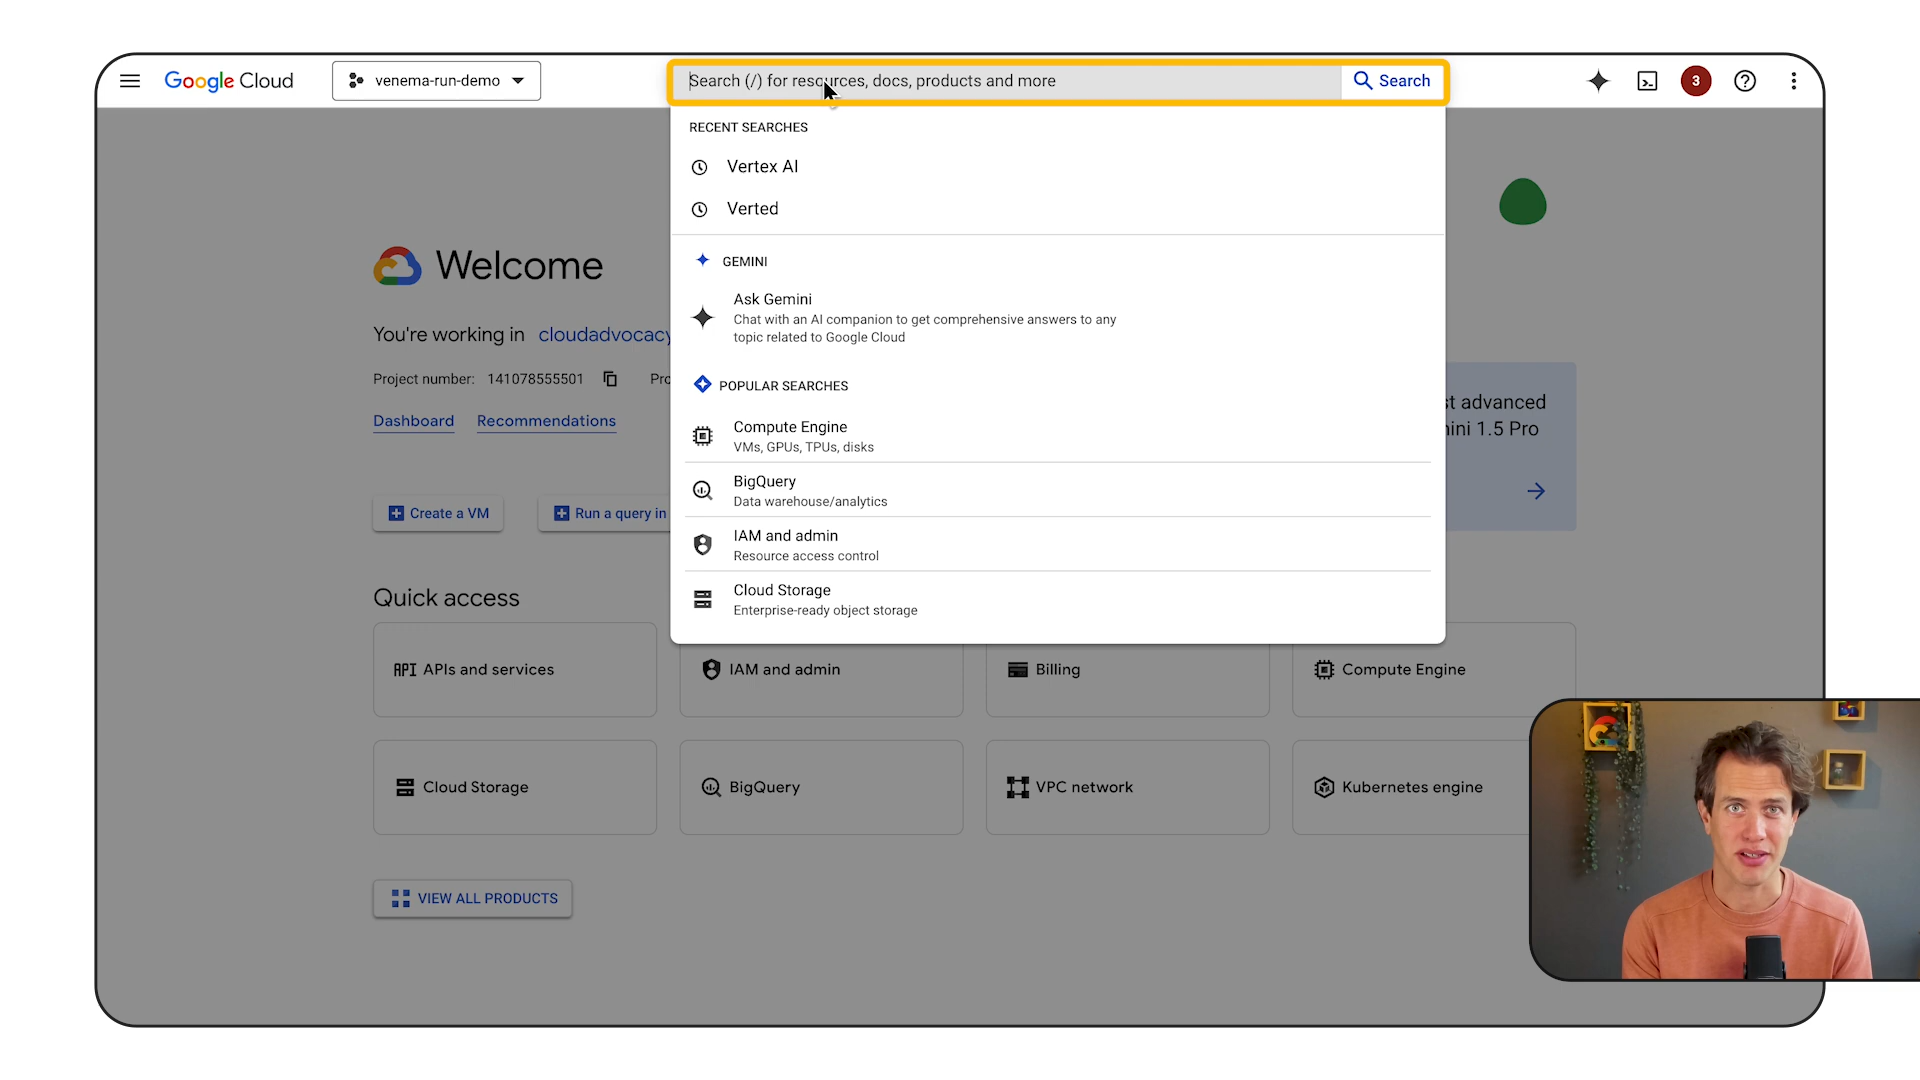 Google Cloud
venema-run-demo
Search (/) for resources, docs, products and more
Search
3
RECENT SEARCHES
Vertex AI
Verted
GEMINI
Ask Gemini
Chat with an AI companion to get comprehensive answers to any
topic related to Google Cloud
POPULAR SEARCHES
Compute Engine
VMs, GPUs, TPUs, disks
BigQuery
Data warehouse/analytics
IAM and admin
Resource access control
Cloud Storage
Enterprise-ready object storage
Welcome
You're working in cloudadvocacy
Project number: 141078555501
Dashboard
Recommendations
Create a VM
Run a query in
advanced
1.5 Pro
Quick access
API APIs and services
IAM and admin
Billing
Compute Engine
Cloud Storage
BigQuery
VPC network
Kubernetes engine
VIEW ALL PRODUCTS